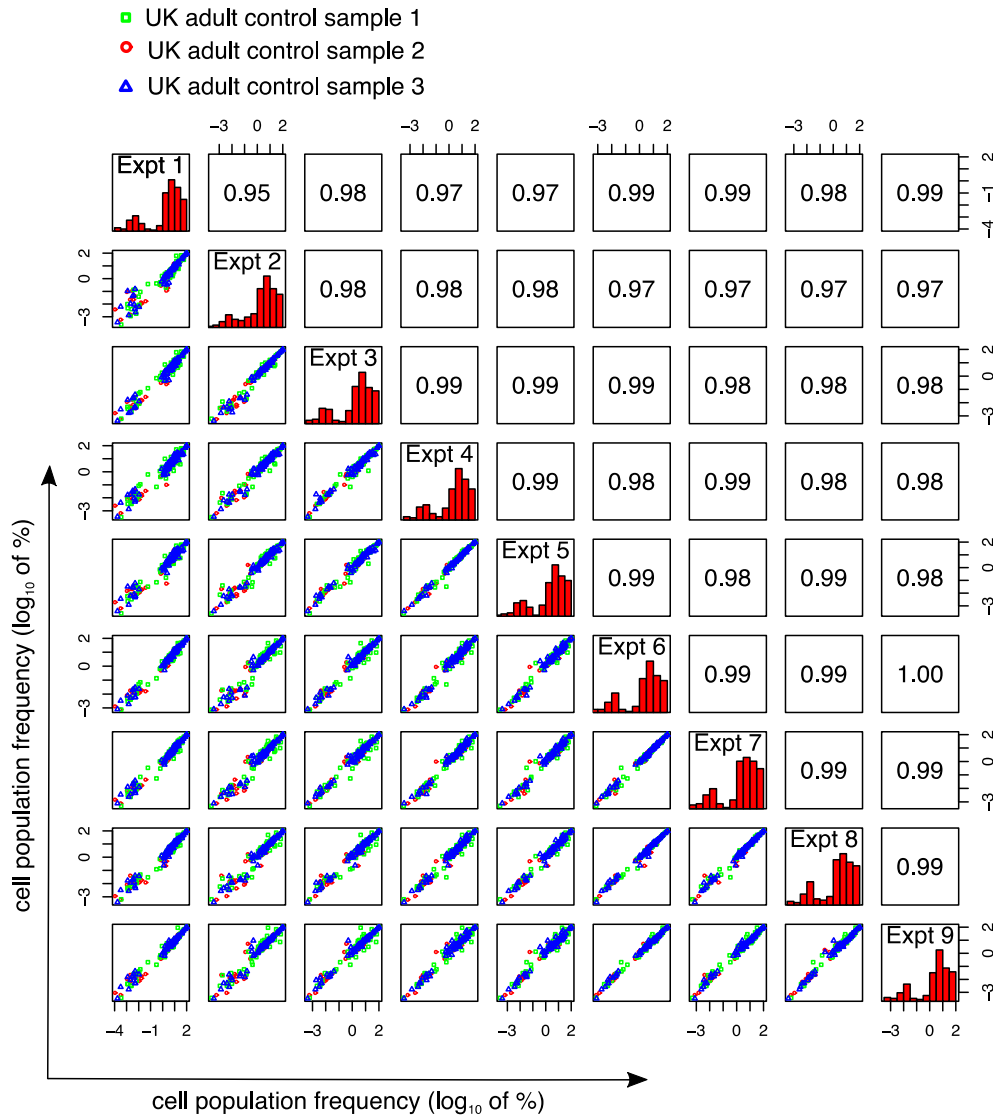 UK adult control sample 1
UK adult control sample 2
UK adult control sample 3
−3 0 2 −3 0 2 −3 0 2 −3 0 2
Expt 1 0.95 0.98 0.97 0.97 0.99 0.99 0.98 0.99
−4 −1 2
Expt 2 0.98 0.98 0.98 0.97 0.97 0.97 0.97
−3 0 2
Expt 3 0.99 0.99 0.99 0.98 0.98 0.98
−3 0 2
Expt 4 0.99 0.98 0.99 0.98 0.98
−3 0 2
Expt 5 0.99 0.98 0.99 0.98
−3 0 2
Expt 6 0.99 0.99 1.00
−3 0 2
Expt 7 0.99 0.99
−3 0 2
Expt 8 0.99
−3 0 2
Expt 9
−3 0 2
−4 −1 2 −3 0 2 −3 0 2 −3 0 2 −3 0 2
cell population frequency (log₁₀ of %)
cell population frequency (log₁₀ of %)